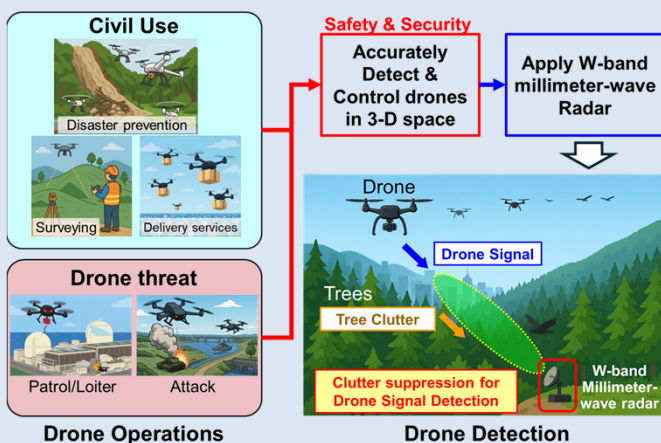 Civil Use
Disaster prevention
Surveying
Delivery services
Drone threat
Patrol/Loiter
Attack
Drone Operations
Safety & Security
Accurately
Detect &
Control drones
in 3-D space
Apply W-band
millimeter-wave
Radar
Drone
Drone Signal
Trees
Tree Clutter
Clutter suppression for
Drone Signal Detection
W-band
Millimeter-
wave radar
Drone Detection